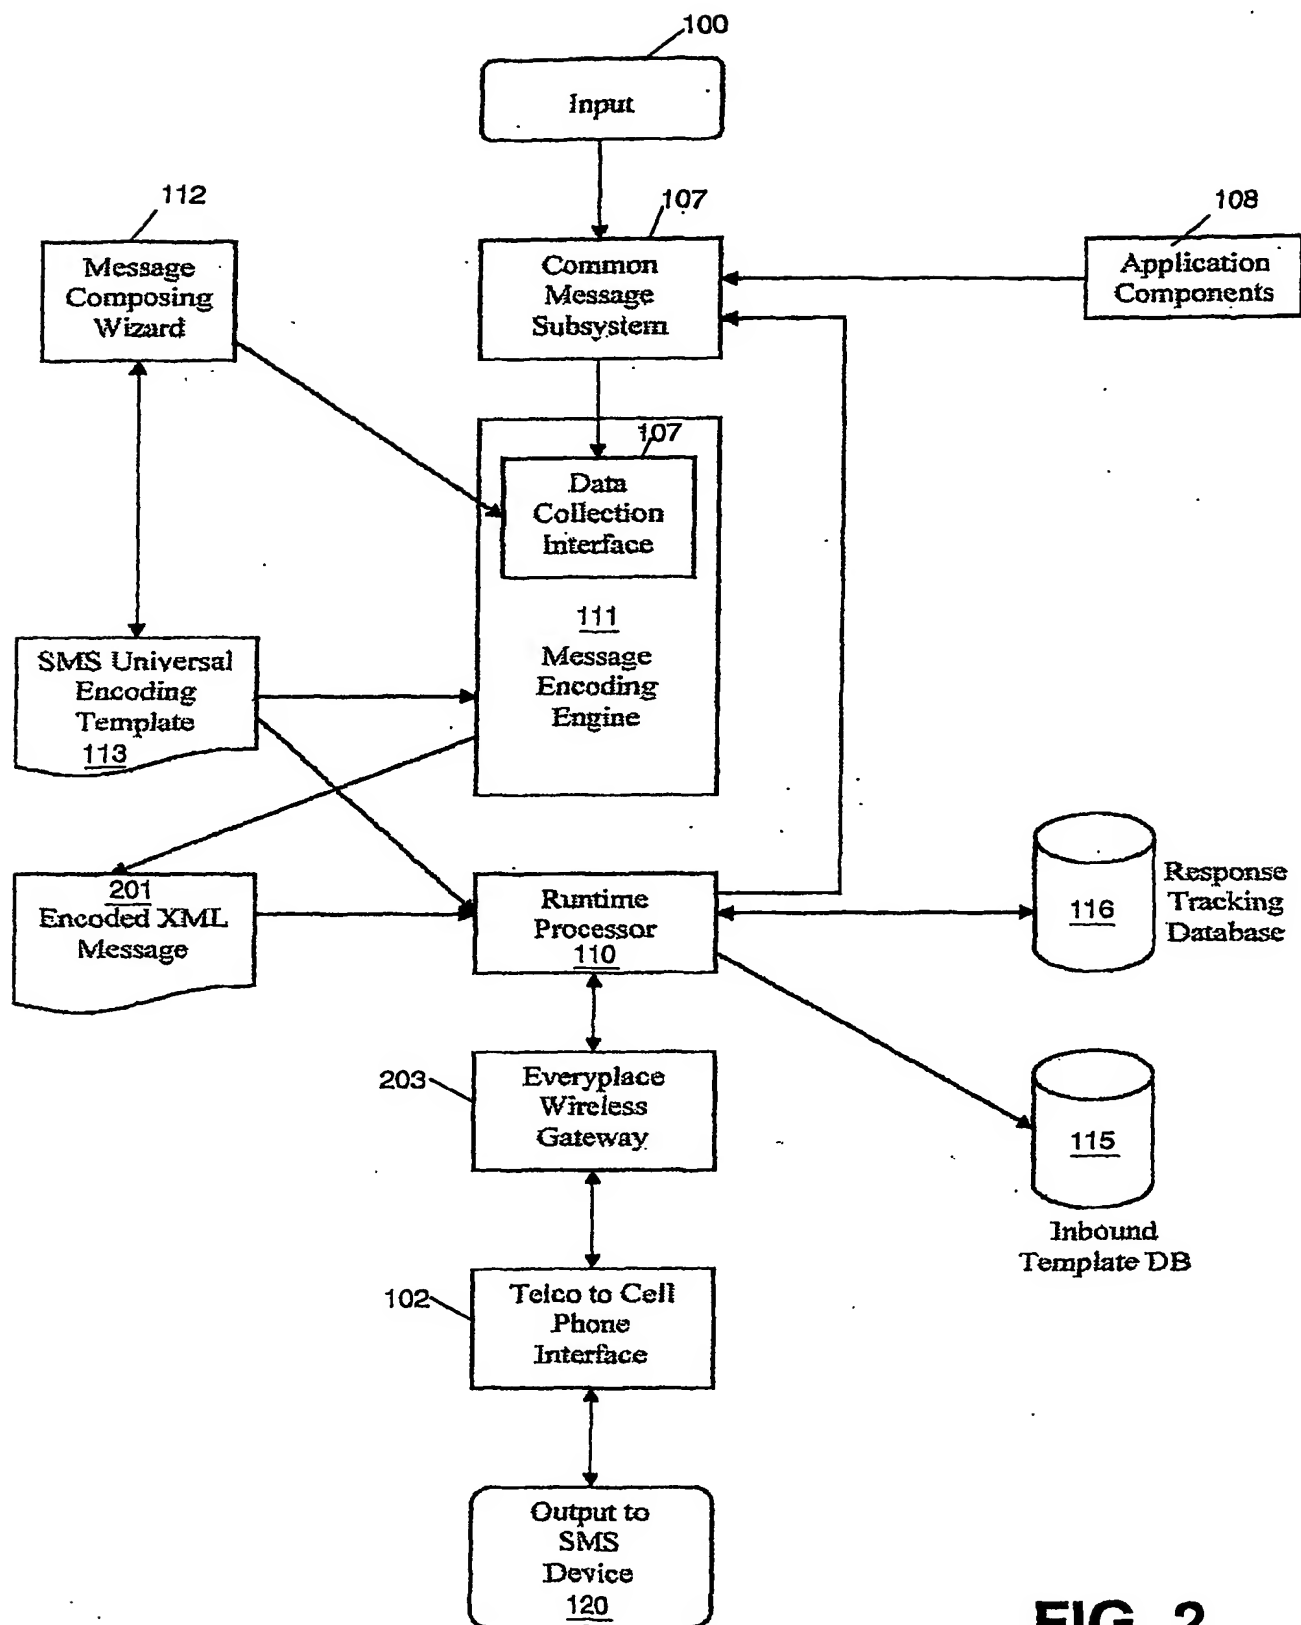 100
Input
112
107
108
Message
Composing
Wizard
Common
Message
Subsystem
Application
Components
107
Data
Collection
Interface
111
Message
Encoding
Engine
SMS Universal
Encoding
Template
113
201
Encoded XML
Message
Runtime
Processor
110
116
Response
Tracking
Database
203
Everyplace
Wireless
Gateway
115
Inbound
Template DB
102
Telco to Cell
Phone
Interface
Output to
SMS
Device
120
FIG. 2